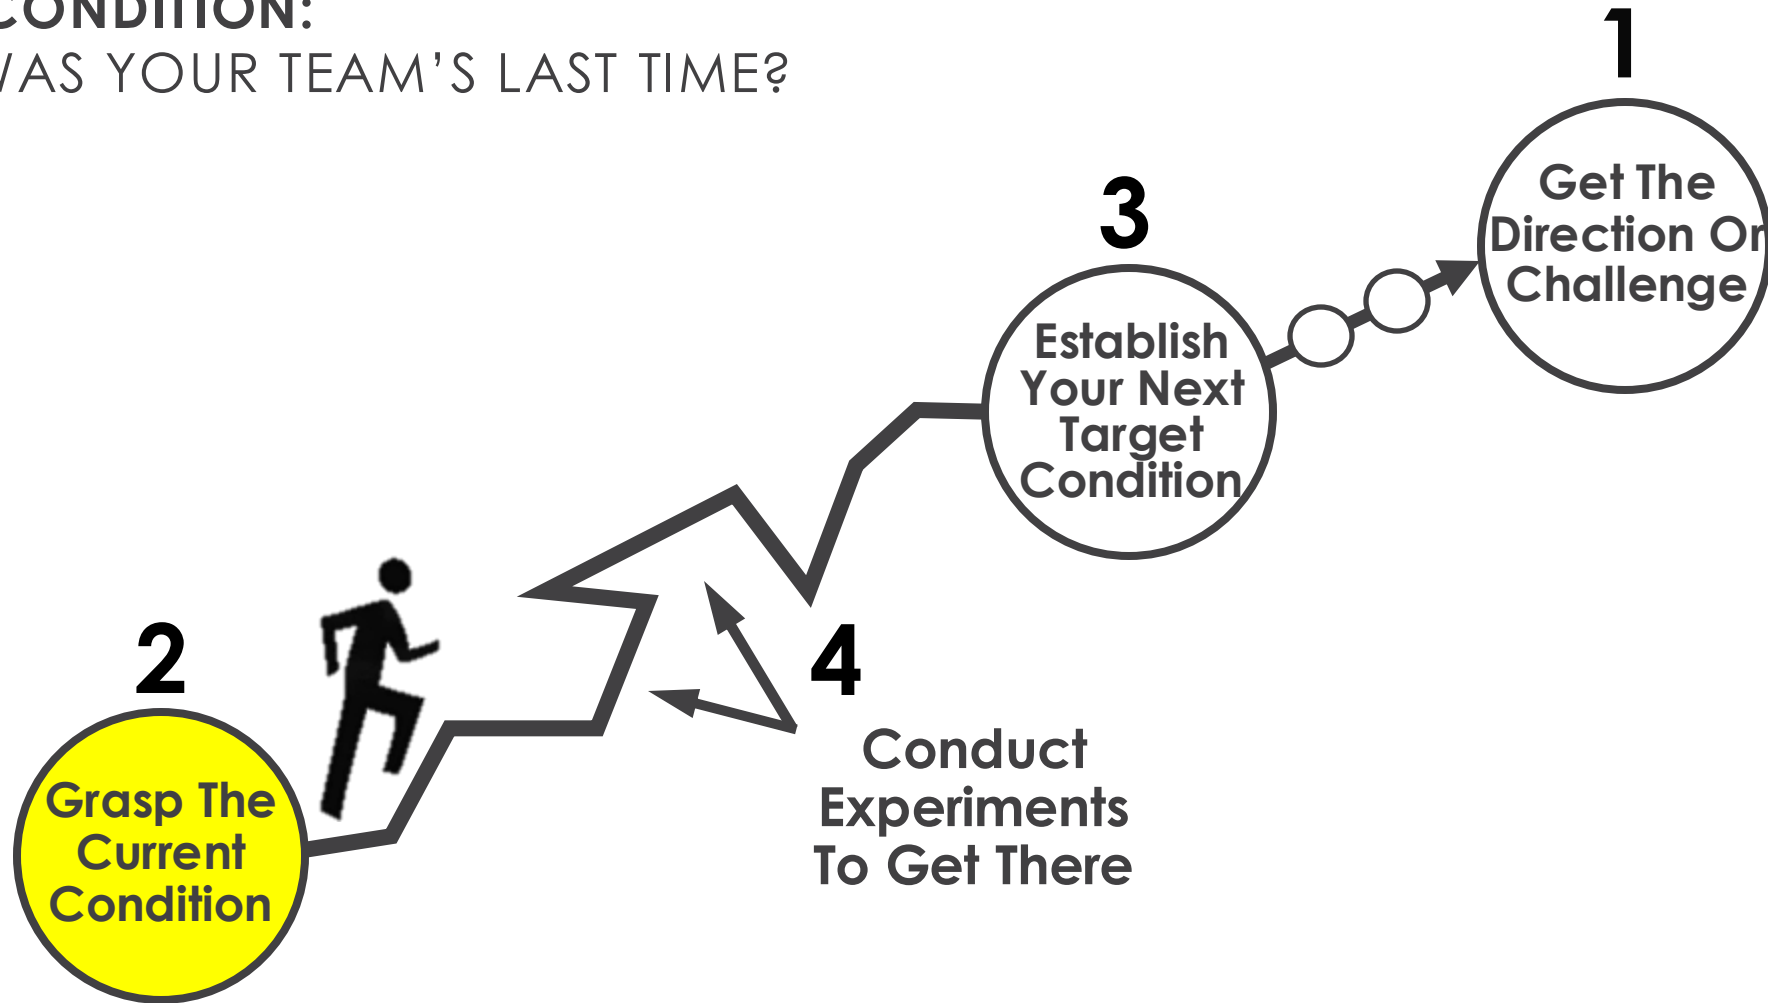 CONDITION:
WAS YOUR TEAM'S LAST TIME?
1
Get The
Direction Or
Challenge
3
Establish
Your Next
Target
Condition
2
Grasp The
Current
Condition
4
Conduct
Experiments
To Get There